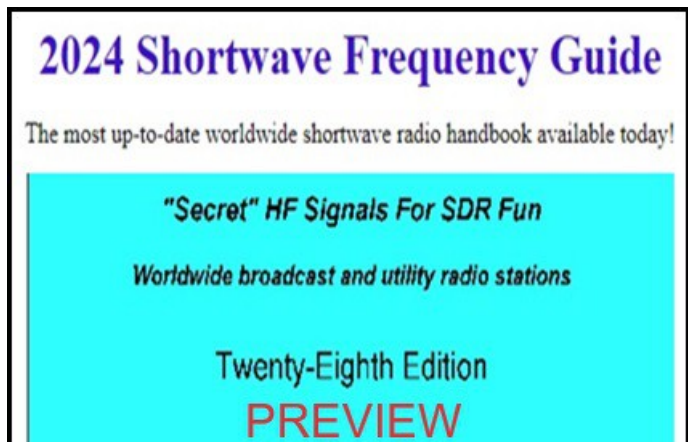 2024 Shortwave Frequency Guide
The most up-to-date worldwide shortwave radio handbook available today!
"Secret" HF Signals For SDR Fun
Worldwide broadcast and utility radio stations
Twenty-Eighth Edition
PREVIEW